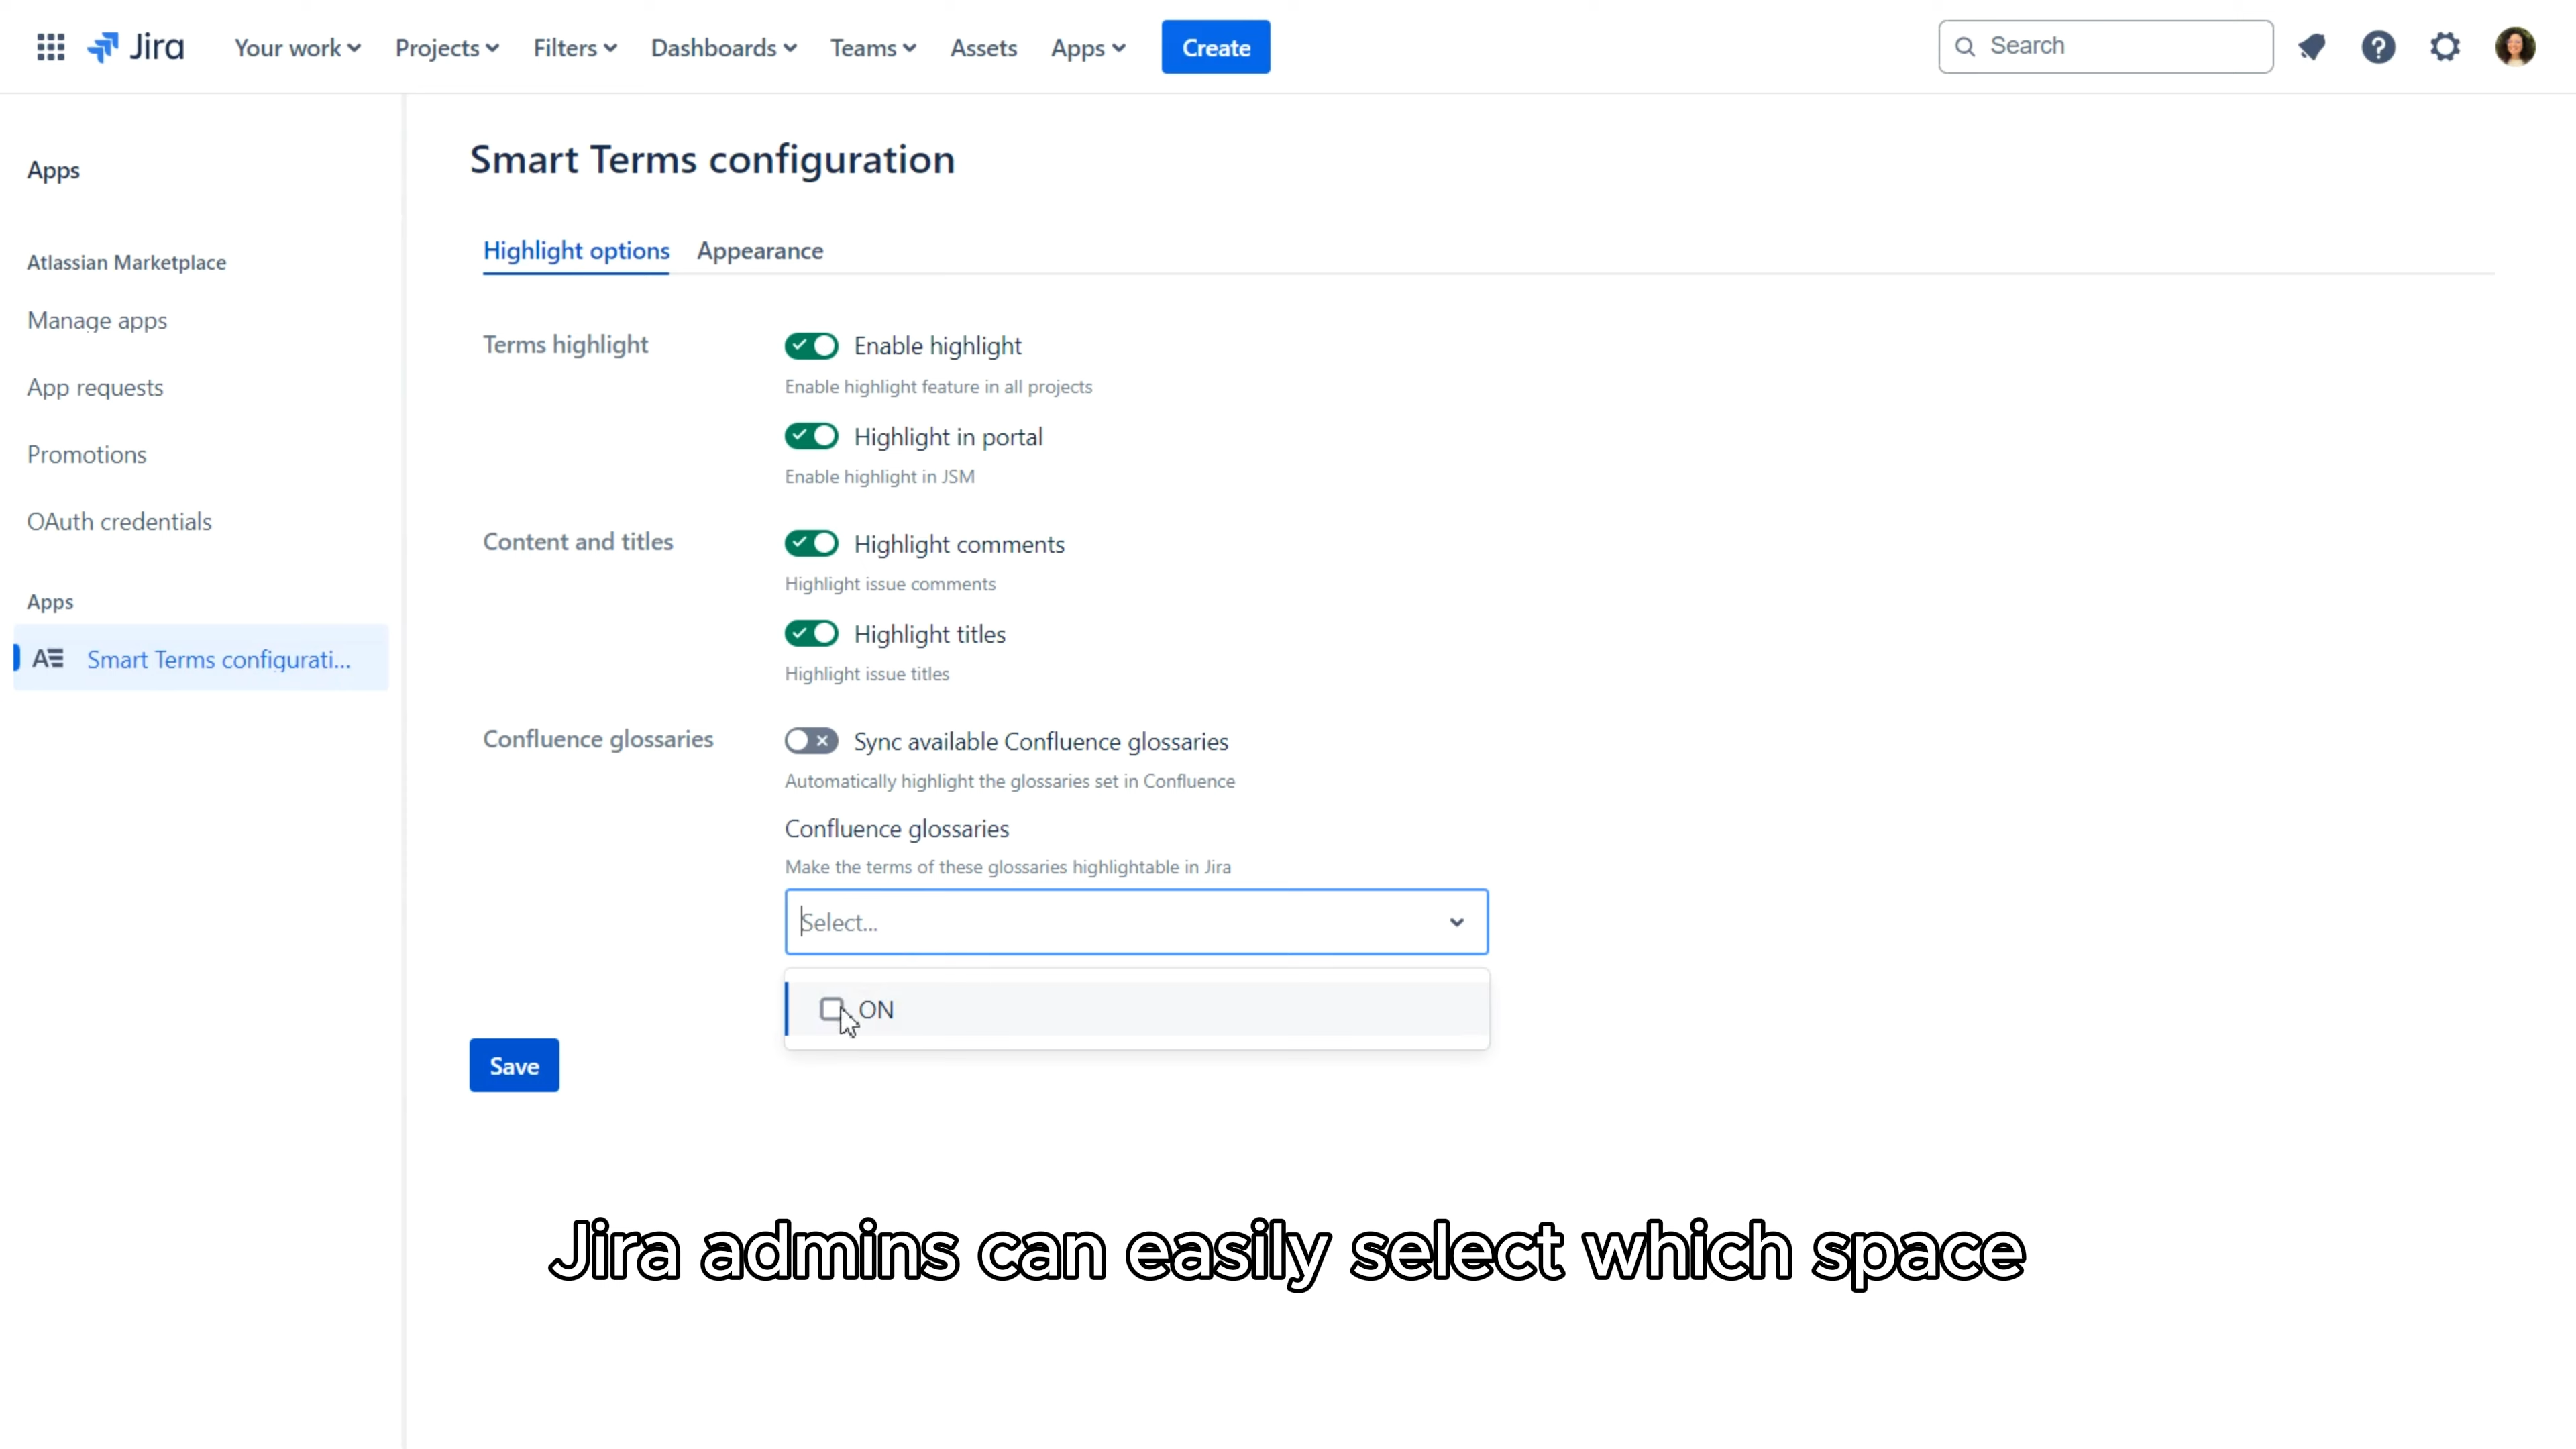 Jira
Your work
Projects
Filters
Dashboards
Teams
Assets
Apps
Create
Search
Apps
Atlassian Marketplace
Manage apps
App requests
Promotions
OAuth credentials
Apps
Smart Terms configurati...
Smart Terms configuration
Highlight options
Appearance
Terms highlight
Enable highlight
Enable highlight feature in all projects
Highlight in portal
Enable highlight in JSM
Content and titles
Highlight comments
Highlight issue comments
Highlight titles
Highlight issue titles
Confluence glossaries
Sync available Confluence glossaries
Automatically highlight the glossaries set in Confluence
Confluence glossaries
Make the terms of these glossaries highlightable in Jira
Select...
ON
Save
Jira admins can easily select which space